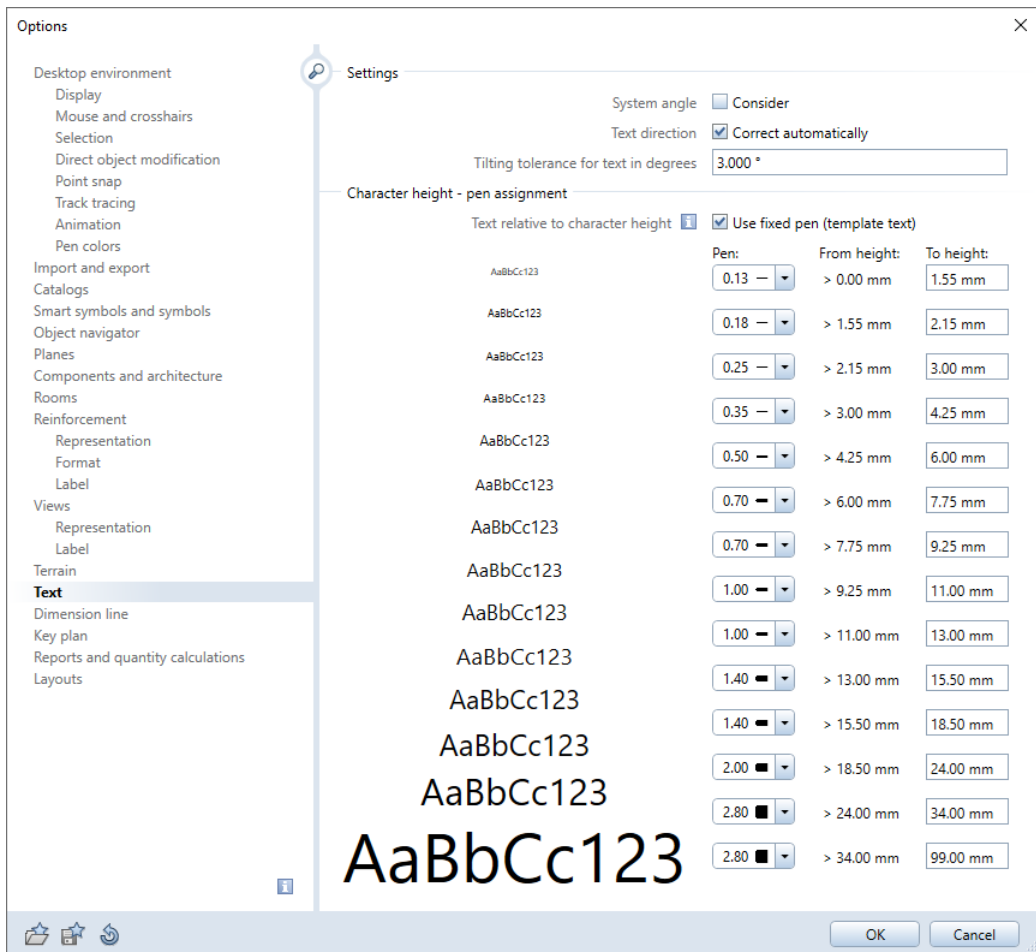 Options
Desktop environment
Display
Mouse and crosshairs
Selection
Direct object modification
Point snap
Track tracing
Animation
Pen colors
Import and export
Catalogs
Smart symbols and symbols
Object navigator
Planes
Components and architecture
Rooms
Reinforcement
Representation
Format
Label
Views
Representation
Label
Terrain
Text
Dimension line
Key plan
Reports and quantity calculations
Layouts
Settings
System angle Consider
Text direction Correct automatically
Tilting tolerance for text in degrees 3.000 °
Character height - pen assignment
Text relative to character height Use fixed pen (template text)
Pen: From height: To height:
AaBbCc123 0.13 > 0.00 mm 1.55 mm
AaBbCc123 0.18 > 1.55 mm 2.15 mm
AaBbCc123 0.25 > 2.15 mm 3.00 mm
AaBbCc123 0.35 > 3.00 mm 4.25 mm
AaBbCc123 0.50 > 4.25 mm 6.00 mm
AaBbCc123 0.70 > 6.00 mm 7.75 mm
AaBbCc123 0.70 > 7.75 mm 9.25 mm
AaBbCc123 1.00 > 9.25 mm 11.00 mm
AaBbCc123 1.00 > 11.00 mm 13.00 mm
AaBbCc123 1.40 > 13.00 mm 15.50 mm
AaBbCc123 1.40 > 15.50 mm 18.50 mm
AaBbCc123 2.00 > 18.50 mm 24.00 mm
AaBbCc123 2.80 > 24.00 mm 34.00 mm
AaBbCc123 2.80 > 34.00 mm 99.00 mm
OK Cancel